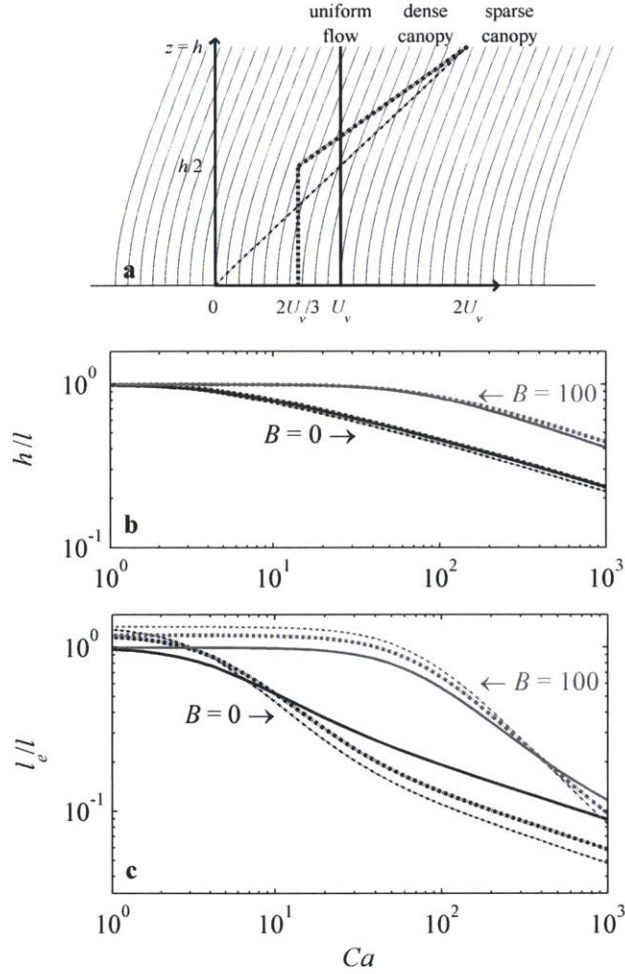 uniform dense sparse
flow canopy canopy
z = h
h/2
a
0 2U_v/3 U_v 2U_v
10^0
← B = 100
B = 0 →
h/l
b
10^-1
10^0 10^1 10^2 10^3
10^0
← B = 100
B = 0 →
l_e/l
10^-1
c
10^0 10^1 10^2 10^3
Ca